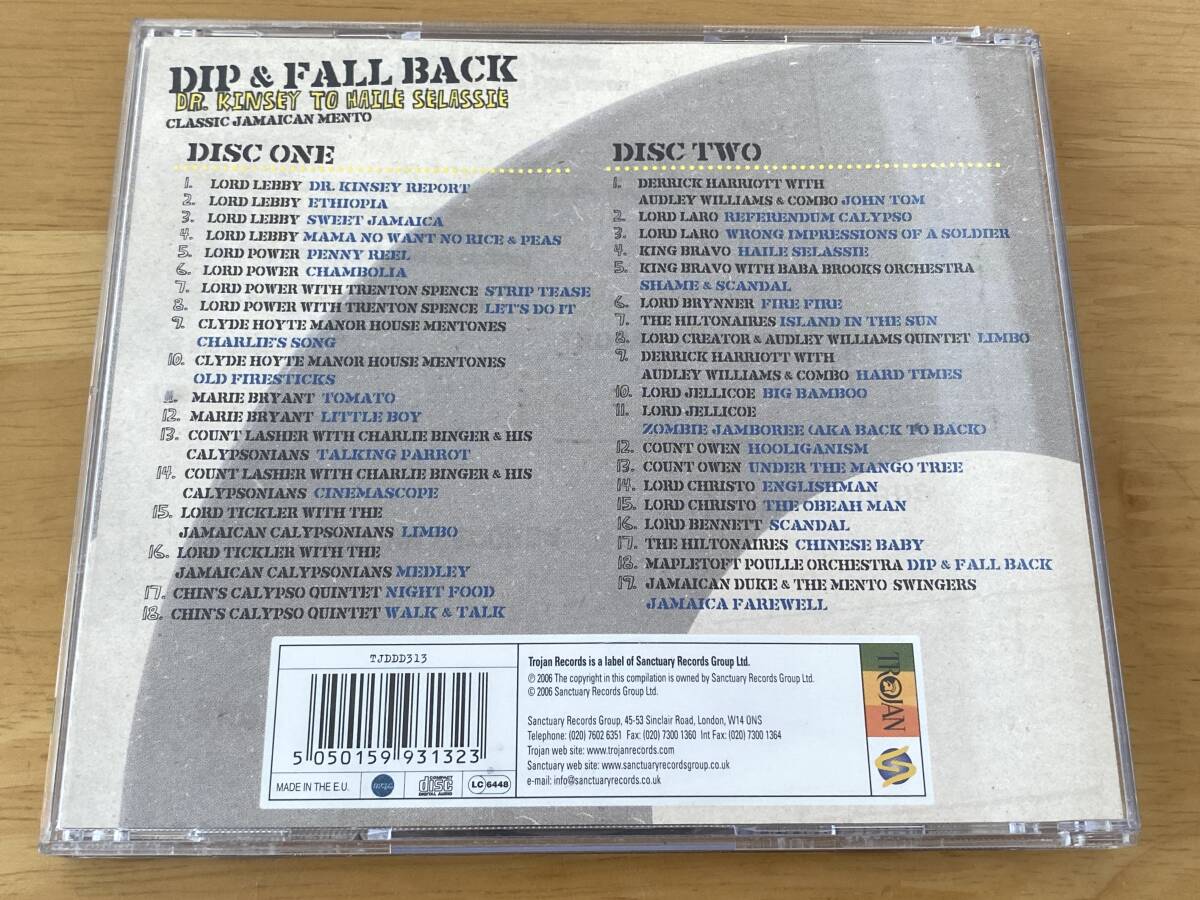 DIP & FALL BACK
DR. KINSEY TO HAILE SELASSIE
CLASSIC JAMAICAN MENTO
DISC ONE
1. LORD LEBBY DR. KINSEY REPORT
2. LORD LEBBY ETHIOPIA
3. LORD LEBBY SWEET JAMAICA
4. LORD LEBBY MAMA NO WANT NO RICE & PEAS
5. LORD POWER PENNY REEL
6. LORD POWER CHAMBOLIA
7. LORD POWER WITH TRENTON SPENCE STRIP TEASE
8. LORD POWER WITH TRENTON SPENCE LET'S DO IT
9. CLYDE HOYTE MANOR HOUSE MENTONES
CHARLIE'S SONG
10. CLYDE HOYTE MANOR HOUSE MENTONES
OLD FIRESTICKS
11. MARIE BRYANT TOMATO
12. MARIE BRYANT LITTLE BOY
13. COUNT LASHER WITH CHARLIE BINGER & HIS
CALYPSONIANS TALKING PARROT
14. COUNT LASHER WITH CHARLIE BINGER & HIS
CALYPSONIANS CINEMASCOPE
15. LORD TICKLER WITH THE
JAMAICAN CALYPSONIANS LIMBO
16. LORD TICKLER WITH THE
JAMAICAN CALYPSONIANS MEDLEY
17. CHIN'S CALYPSO QUINTET NIGHT FOOD
18. CHIN'S CALYPSO QUINTET WALK & TALK
DISC TWO
1. DERRICK HARRIOTT WITH
AUDLEY WILLIAMS & COMBO JOHN TOM
2. LORD LARO REFERENDUM CALYPSO
3. LORD LARO WRONG IMPRESSIONS OF A SOLDIER
4. KING BRAVO HAILE SELASSIE
5. KING BRAVO WITH BABA BROOKS ORCHESTRA
SHAME & SCANDAL
6. LORD BRYNNER FIRE FIRE
7. THE HILTONAIRES ISLAND IN THE SUN
8. LORD CREATOR & AUDLEY WILLIAMS QUINTET LIMBO
9. DERRICK HARRIOTT WITH
AUDLEY WILLIAMS & COMBO HARD TIMES
10. LORD JELLICOE BIG BAMBOO
11. LORD JELLICOE
ZOMBIE JAMBOREE (AKA BACK TO BACK)
12. COUNT OWEN HOOLIGANISM
13. COUNT OWEN UNDER THE MANGO TREE
14. LORD CHRISTO ENGLISHMAN
15. LORD CHRISTO THE OBEAH MAN
16. LORD BENNETT SCANDAL
17. THE HILTONAIRES CHINESE BABY
18. MAPLETOFT POULLE ORCHESTRA DIP & FALL BACK
19. JAMAICAN DUKE & THE MENTO SWINGERS
JAMAICA FAREWELL
TJDDD313
5 050159 931323
MADE IN THE E.U.
mcps
COMPACT
disc
DIGITAL AUDIO
LC 6448
Trojan Records is a label of Sanctuary Records Group Ltd.
℗ 2006 The copyright in this compilation is owned by Sanctuary Records Group Ltd.
© 2006 Sanctuary Records Group Ltd.
Sanctuary Records Group, 45-53 Sinclair Road, London, W14 0NS
Telephone: (020) 7602 6351 Fax: (020) 7300 1360 Int Fax: (020) 7300 1364
Trojan web site: www.trojanrecords.com
Sanctuary web site: www.sanctuaryrecordsgroup.co.uk
e-mail: info@sanctuaryrecords.co.uk
TROJAN